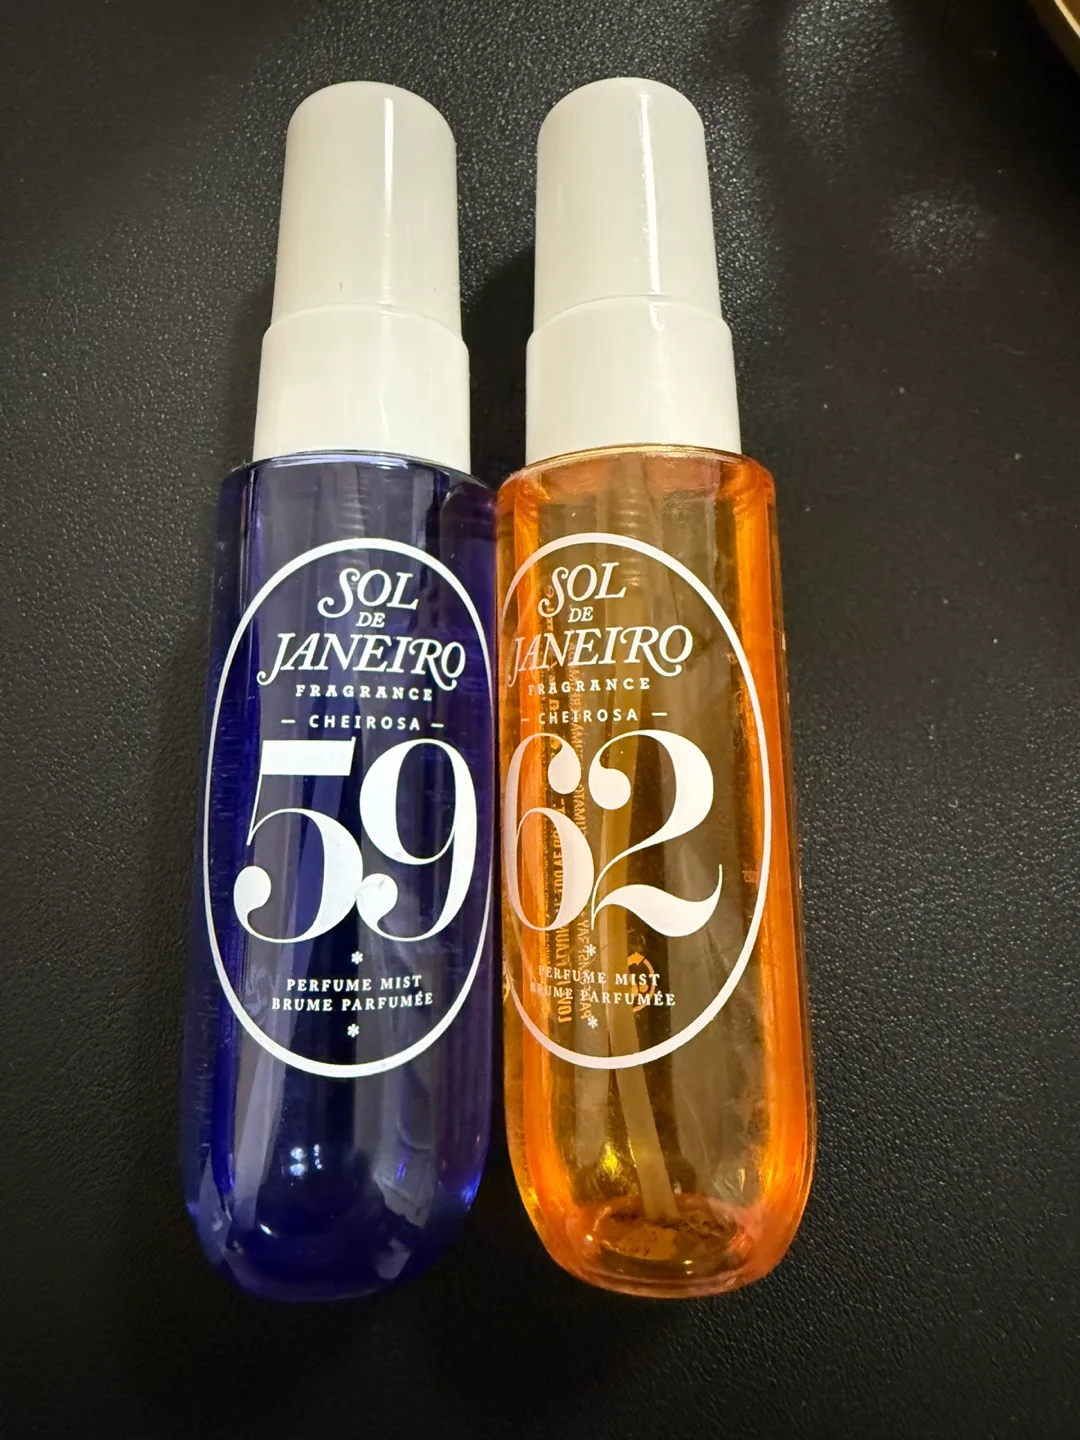 SOL
DE
JANEIRO
FRAGRANCE
— CHEIROSA —
59
*
PERFUME MIST
BRUME PARFUMÉE
*
SOL
DE
JANEIRO
FRAGRANCE
— CHEIROSA —
62
*
PERFUME MIST
BRUME PARFUMÉE
*